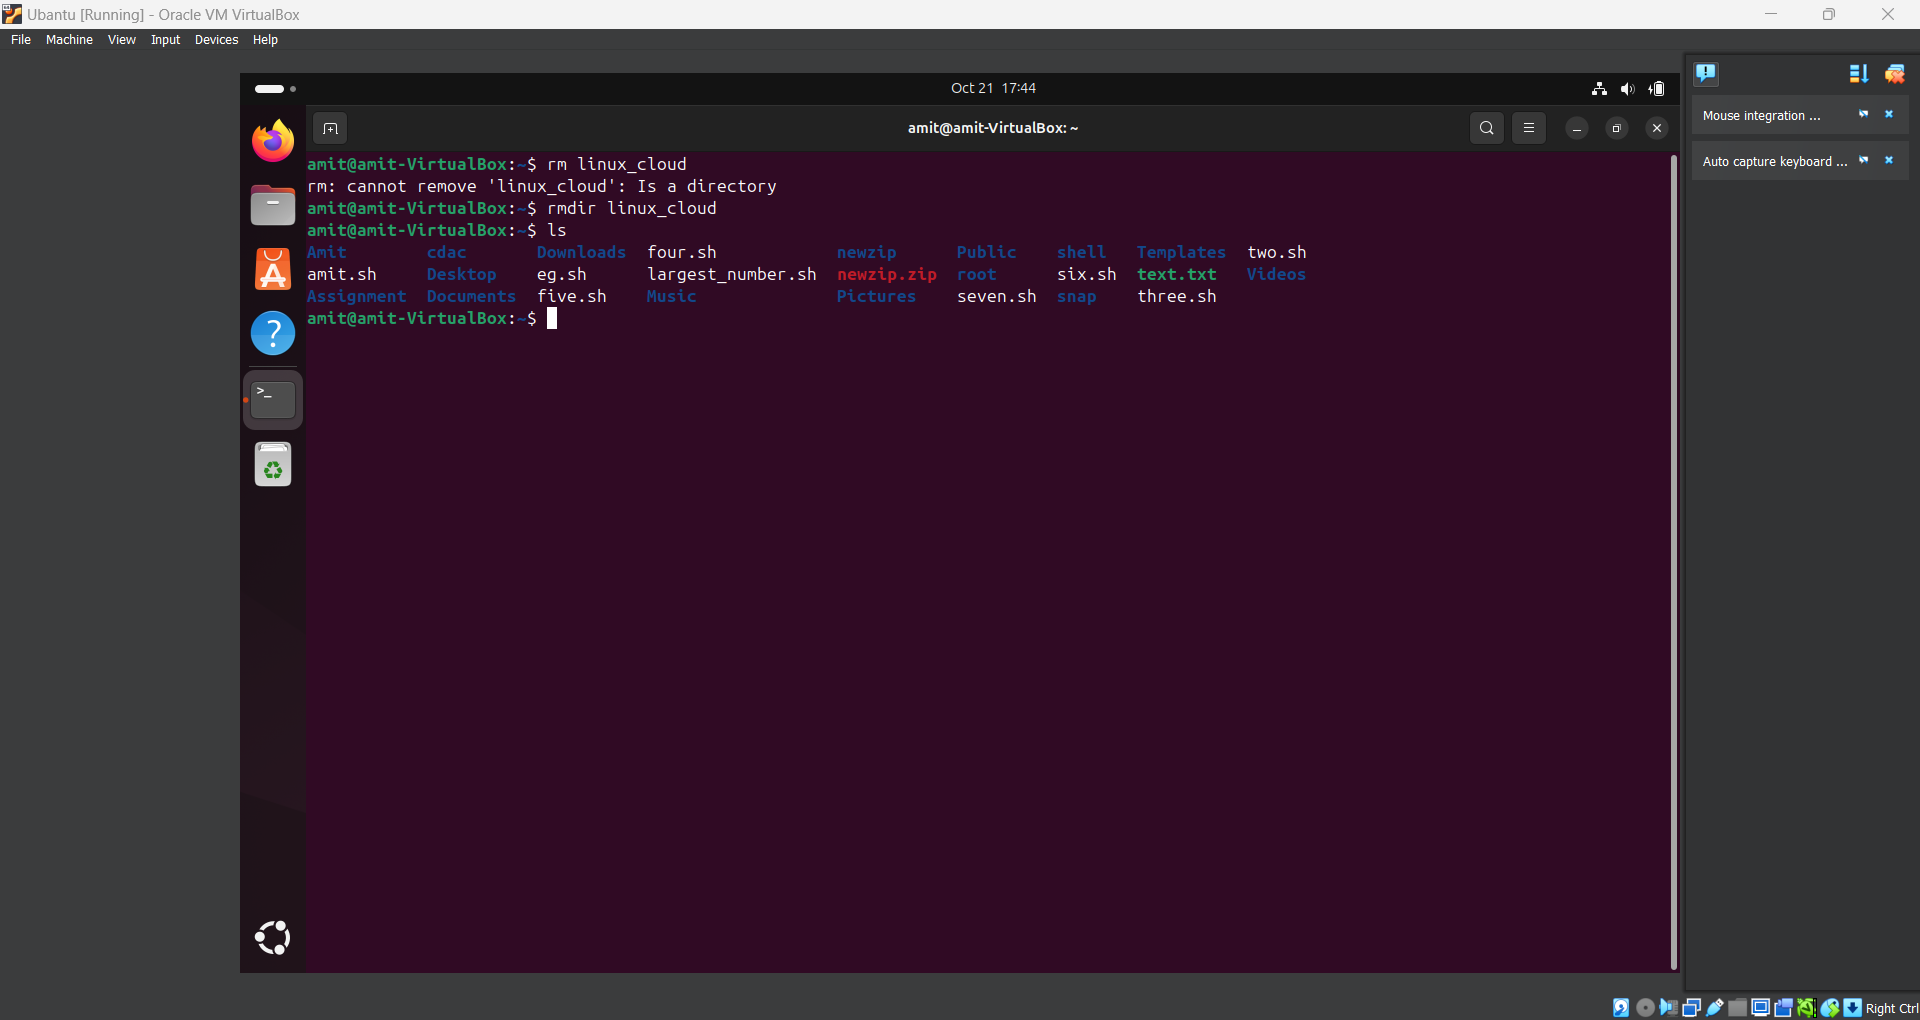 Ubantu [Running] - Oracle VM VirtualBox
File Machine View Input Devices Help
Oct 21 17:44
amit@amit-VirtualBox: ~
Mouse integration ...
Auto capture keyboard ...
amit@amit-VirtualBox:~$ rm linux_cloud
rm: cannot remove 'linux_cloud': Is a directory
amit@amit-VirtualBox:~$ rmdir linux_cloud
amit@amit-VirtualBox:~$ ls
Amit cdac Downloads four.sh newzip Public shell Templates two.sh
amit.sh Desktop eg.sh largest_number.sh newzip.zip root six.sh text.txt Videos
Assignment Documents five.sh Music Pictures seven.sh snap three.sh
amit@amit-VirtualBox:~$
Right Ctrl